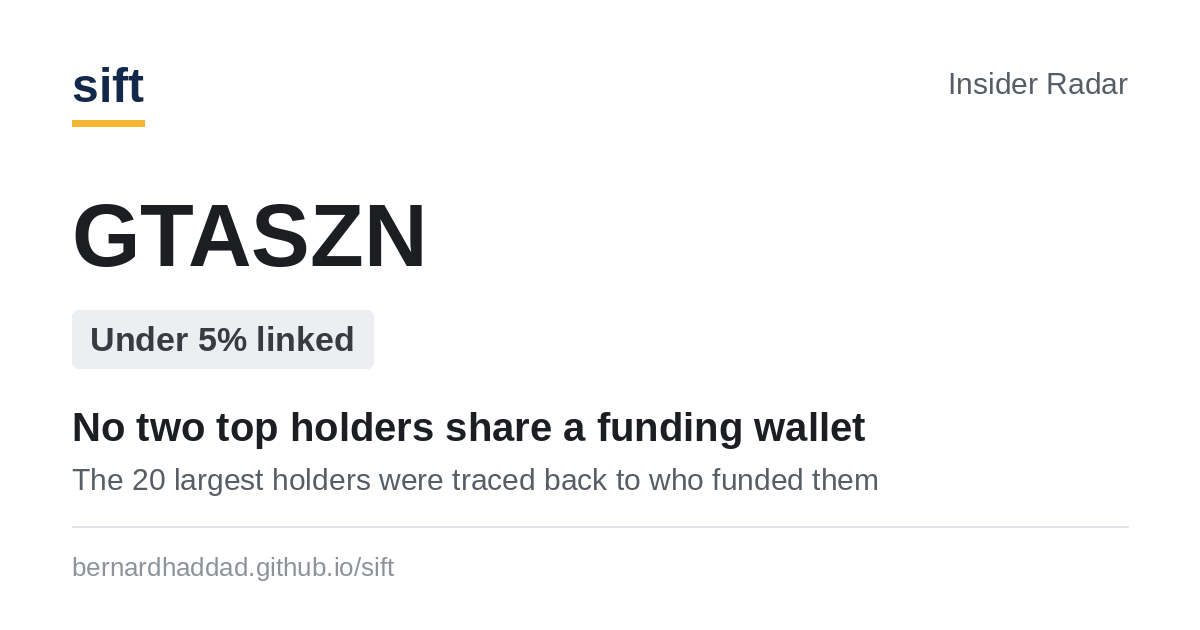 sift
Insider Radar
GTASZN
Under 5% linked
No two top holders share a funding wallet
The 20 largest holders were traced back to who funded them
bernardhaddad.github.io/sift